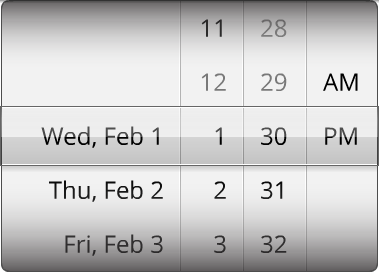 11 28
12 29 AM
Wed, Feb 1 1 30 PM
Thu, Feb 2 2 31
Fri, Feb 3 3 32